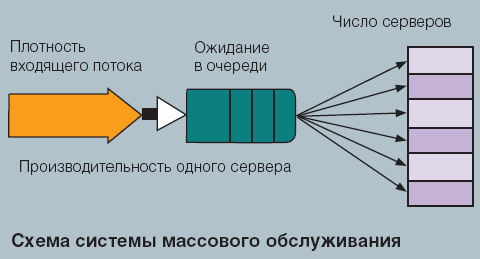 Число серверов
Плотность
входящего потока
Ожидание
в очереди
Производительность одного сервера
Схема системы массового обслуживания